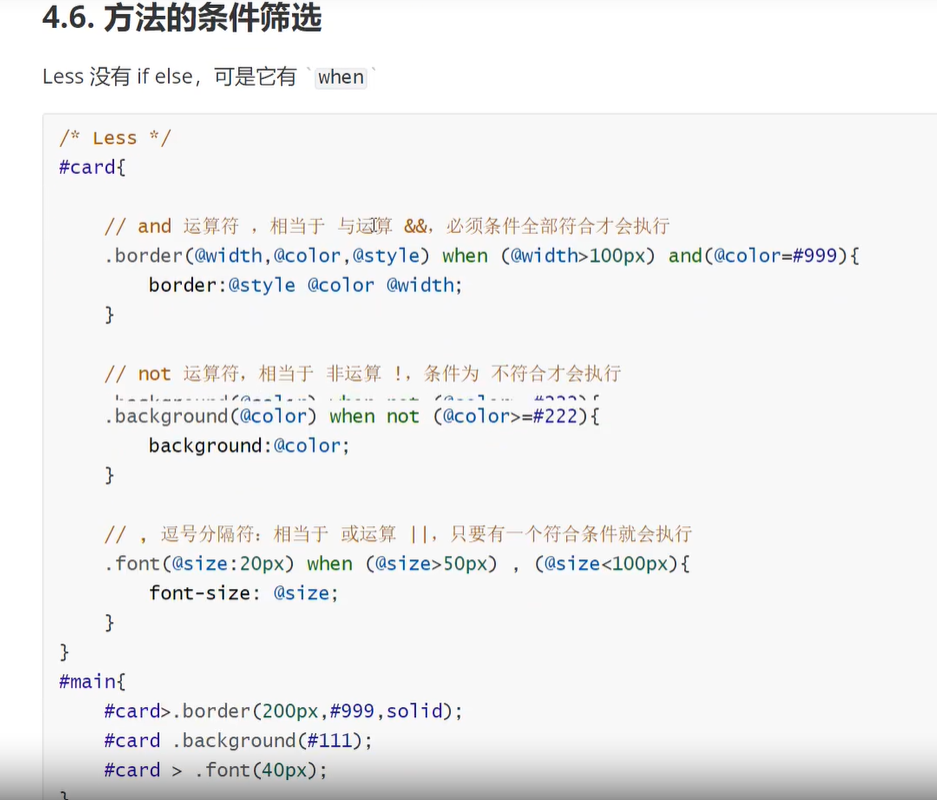 4.6. 方法的条件筛选
Less 没有 if else，可是它有 `when`
/* Less */
#card{
// and 运算符 ，相当于 与运算 &&，必须条件全部符合才会执行
.border(@width,@color,@style) when (@width>100px) and(@color=#999){
border:@style @color @width;
}
// not 运算符，相当于 非运算 !，条件为 不符合才会执行
.background(@color) when not (@color>=#222){
background:@color;
}
// , 逗号分隔符：相当于 或运算 ||，只要有一个符合条件就会执行
.font(@size:20px) when (@size>50px) , (@size<100px){
font-size: @size;
}
}
#main{
#card>.border(200px,#999,solid);
#card .background(#111);
#card > .font(40px);
}